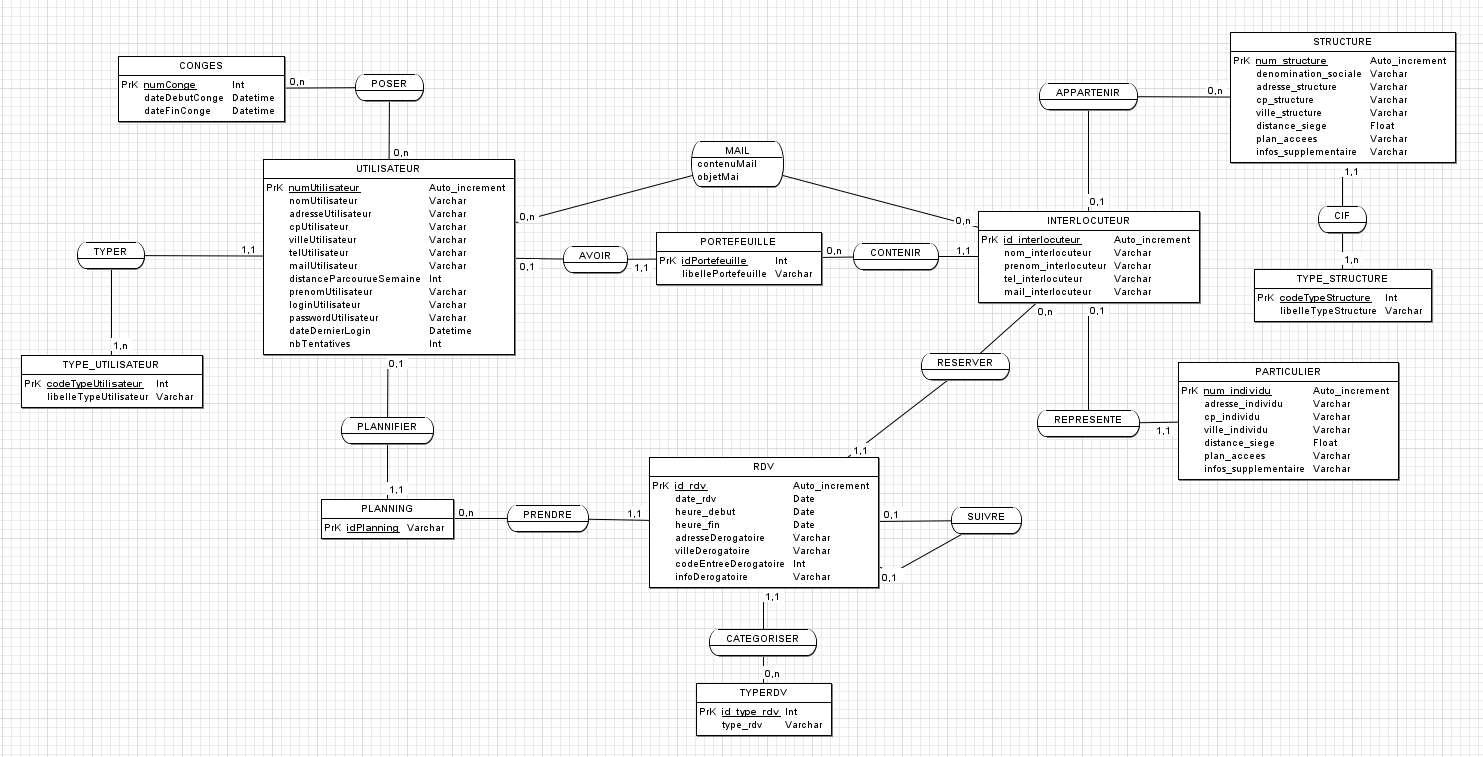 CONGES
PrK numConge Int
dateDebutConge Datetime
dateFinConge Datetime
0,n
POSER
0,n
STRUCTURE
PrK num_structure Auto_increment
denomination_sociale Varchar
adresse_structure Varchar
cp_structure Varchar
ville_structure Varchar
distance_siege Float
plan_accees Varchar
infos_supplementaire Varchar
APPARTENIR
0,n
0,1
1,1
CIF
1,n
TYPE_STRUCTURE
PrK codeTypeStructure Int
libelleTypeStructure Varchar
MAIL
contenuMail
objetMai
0,n
0,n
UTILISATEUR
PrK numUtilisateur Auto_increment
nomUtilisateur Varchar
adresseUtilisateur Varchar
cpUtilisateur Varchar
villeUtilisateur Varchar
telUtilisateur Varchar
mailUtilisateur Varchar
distanceParcourueSemaine Int
prenomUtilisateur Varchar
loginUtilisateur Varchar
passwordUtilisateur Varchar
dateDernierLogin Datetime
nbTentatives Int
TYPER
1,1
1,n
TYPE_UTILISATEUR
PrK codeTypeUtilisateur Int
libelleTypeUtilisateur Varchar
0,1
AVOIR
1,1
PORTEFEUILLE
PrK idPortefeuille Int
libellePortefeuille Varchar
0,n
CONTENIR
1,1
INTERLOCUTEUR
PrK id_interlocuteur Auto_increment
nom_interlocuteur Varchar
prenom_interlocuteur Varchar
tel_interlocuteur Varchar
mail_interlocuteur Varchar
0,n
0,1
RESERVER
1,1
REPRESENTE
1,1
PARTICULIER
PrK num_individu Auto_increment
adresse_individu Varchar
cp_individu Varchar
ville_individu Varchar
distance_siege Float
plan_accees Varchar
infos_supplementaire Varchar
0,1
PLANNIFIER
1,1
PLANNING
PrK idPlanning Varchar
0,n
PRENDRE
1,1
RDV
PrK id_rdv Auto_increment
date_rdv Date
heure_debut Date
heure_fin Date
adresseDerogatoire Varchar
villeDerogatoire Varchar
codeEntreeDerogatoire Int
infoDerogatoire Varchar
0,1
SUIVRE
0,1
1,1
CATEGORISER
0,n
TYPERDV
PrK id_type_rdv Int
type_rdv Varchar